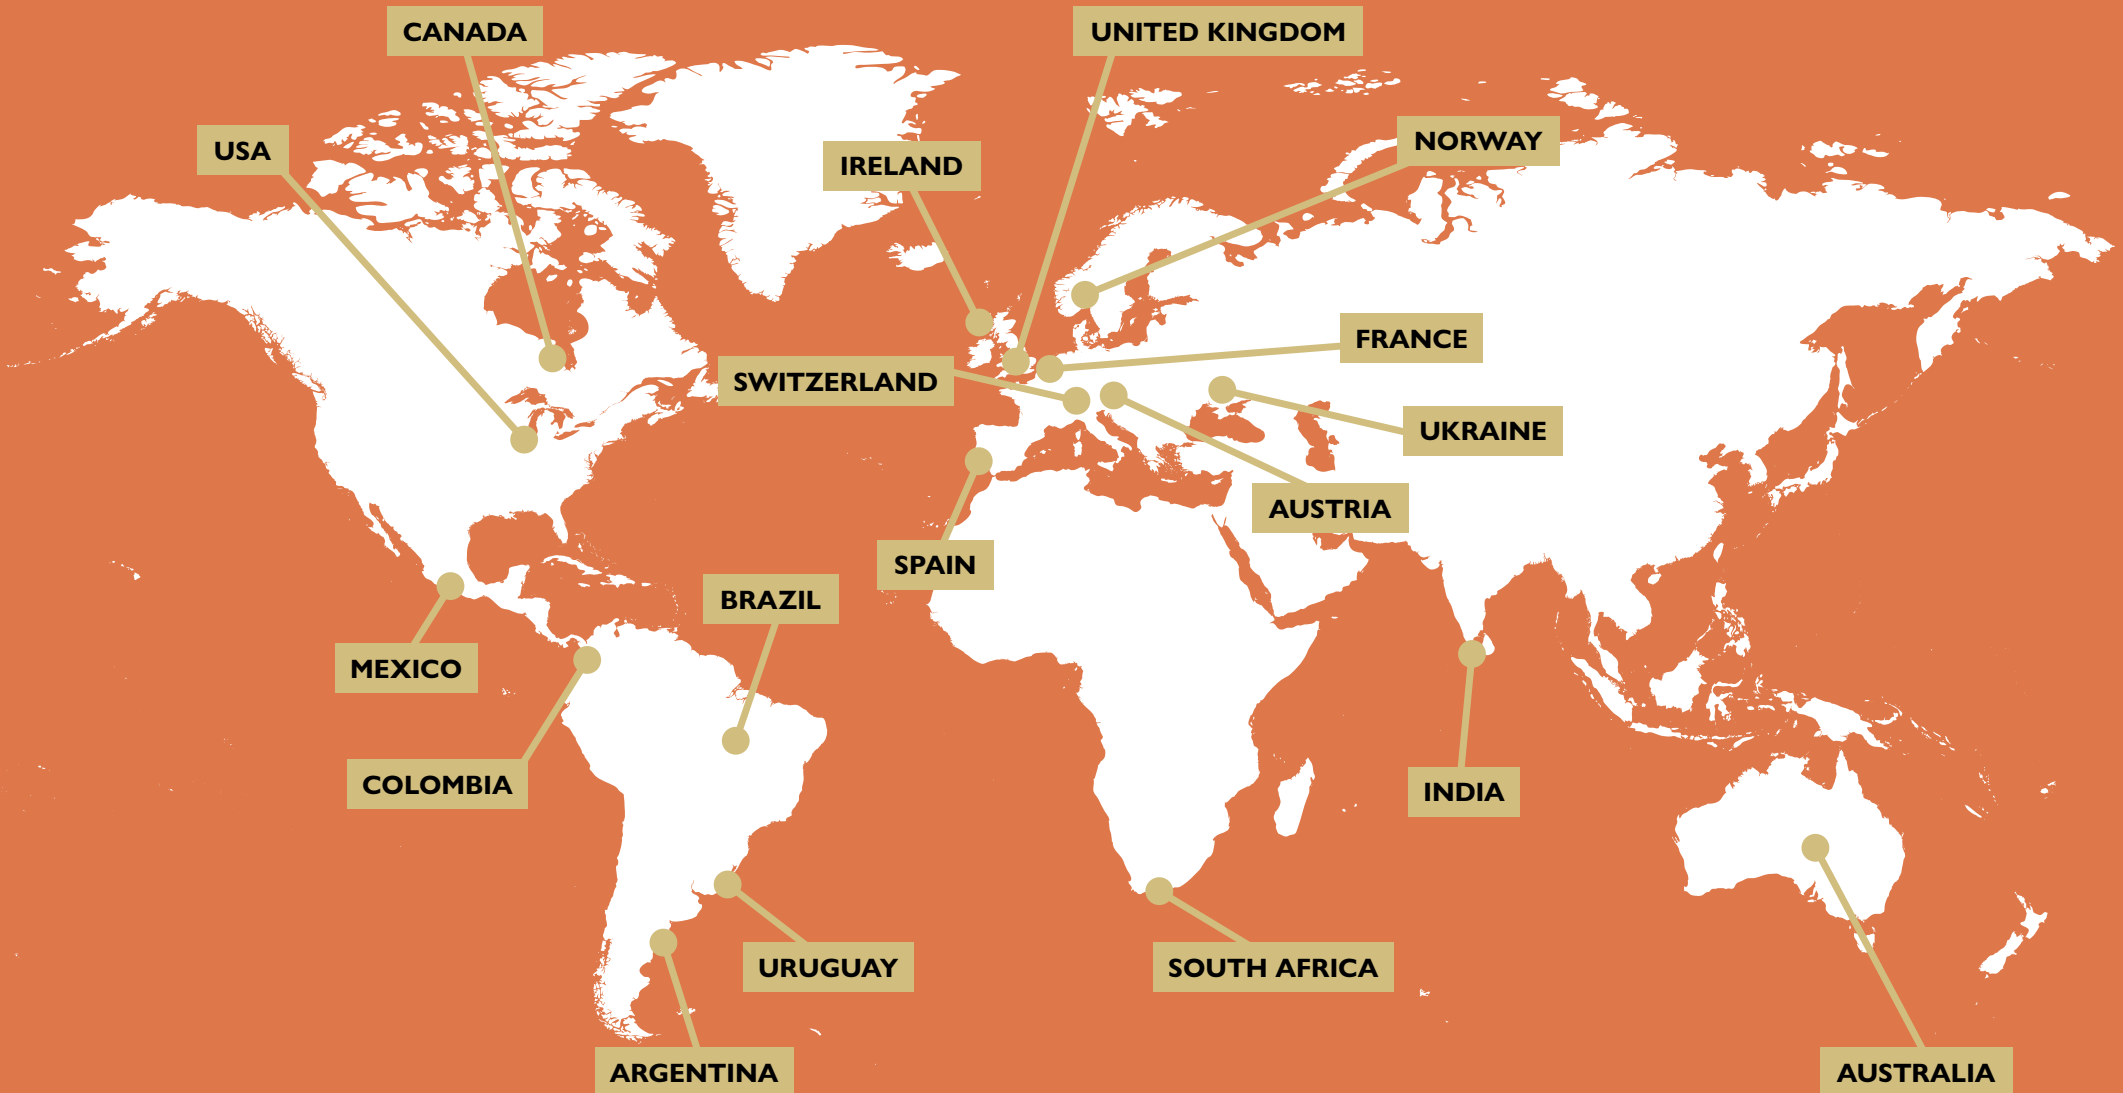 CANADA
UNITED KINGDOM
USA
IRELAND
NORWAY
FRANCE
SWITZERLAND
UKRAINE
AUSTRIA
SPAIN
BRAZIL
MEXICO
COLOMBIA
INDIA
URUGUAY
SOUTH AFRICA
ARGENTINA
AUSTRALIA